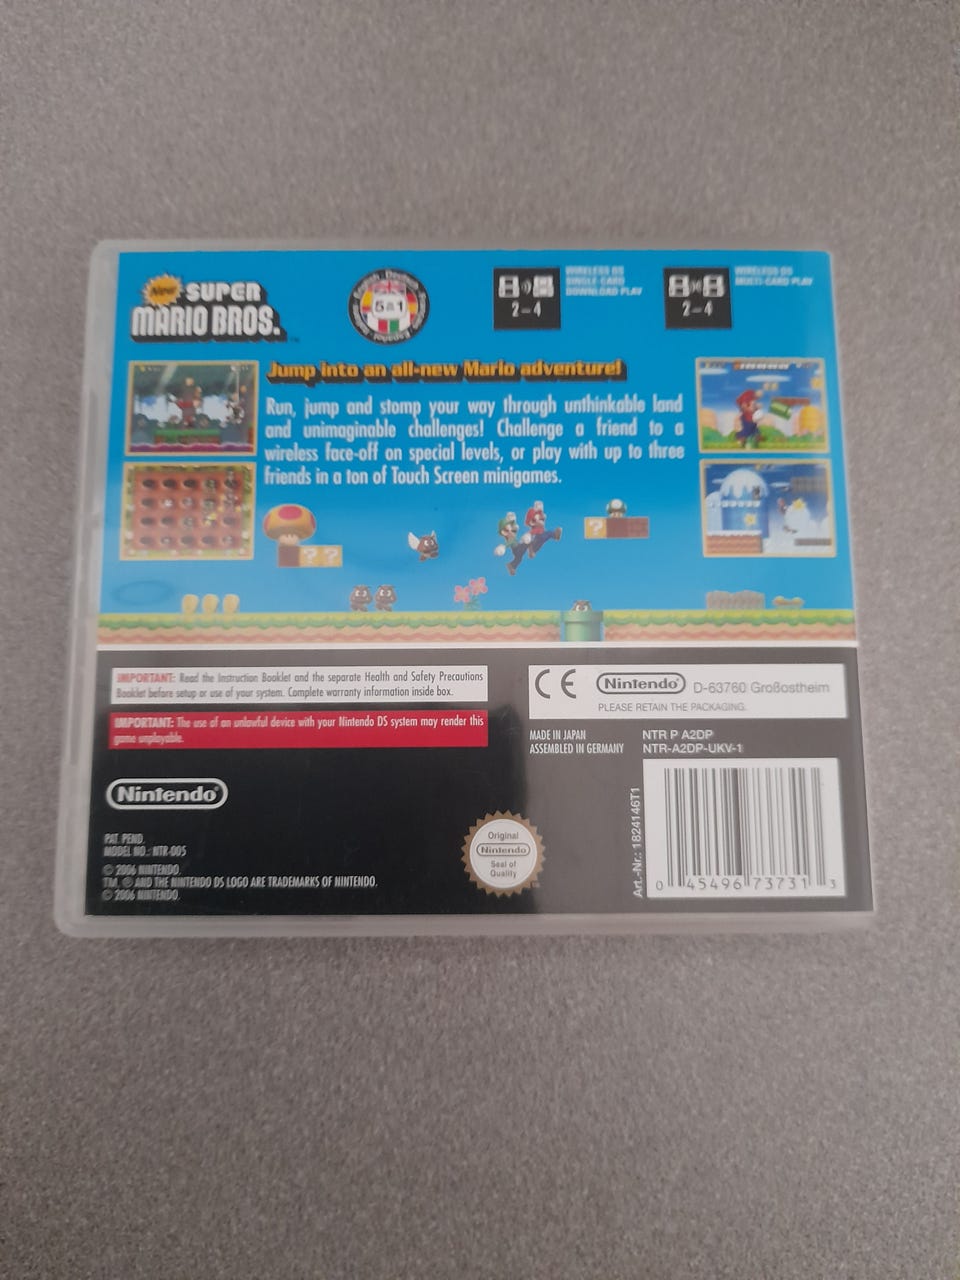 New SUPER
MARIO BROS.™
English · Deutsch
Español
5 in 1
2-4
WIRELESS DS
SINGLE-CARD
DOWNLOAD PLAY
2-4
WIRELESS DS
MULTI-CARD PLAY
Jump into an all-new Mario adventure!
Run, jump and stomp your way through unthinkable land
and unimaginable challenges! Challenge a friend to a
wireless face-off on special levels, or play with up to three
friends in a ton of Touch Screen minigames.
IMPORTANT: Read the Instruction Booklet and the separate Health and Safety Precautions
Booklet before setup or use of your system. Complete warranty information inside box.
IMPORTANT: The use of an unlawful device with your Nintendo DS system may render this
game unplayable.
CE Nintendo® D-63760 Großostheim
PLEASE RETAIN THE PACKAGING.
MADE IN JAPAN
ASSEMBLED IN GERMANY
NTR P A2DP
NTR-A2DP-UKV-1
Nintendo®
PAT. PEND.
MODEL NO.: NTR-005
© 2006 NINTENDO.
TM, ® AND THE NINTENDO DS LOGO ARE TRADEMARKS OF NINTENDO.
© 2006 NINTENDO.
Original
Nintendo
Seal of
Quality
Art.-Nr.: 1824146T1
0 45496 73731 3